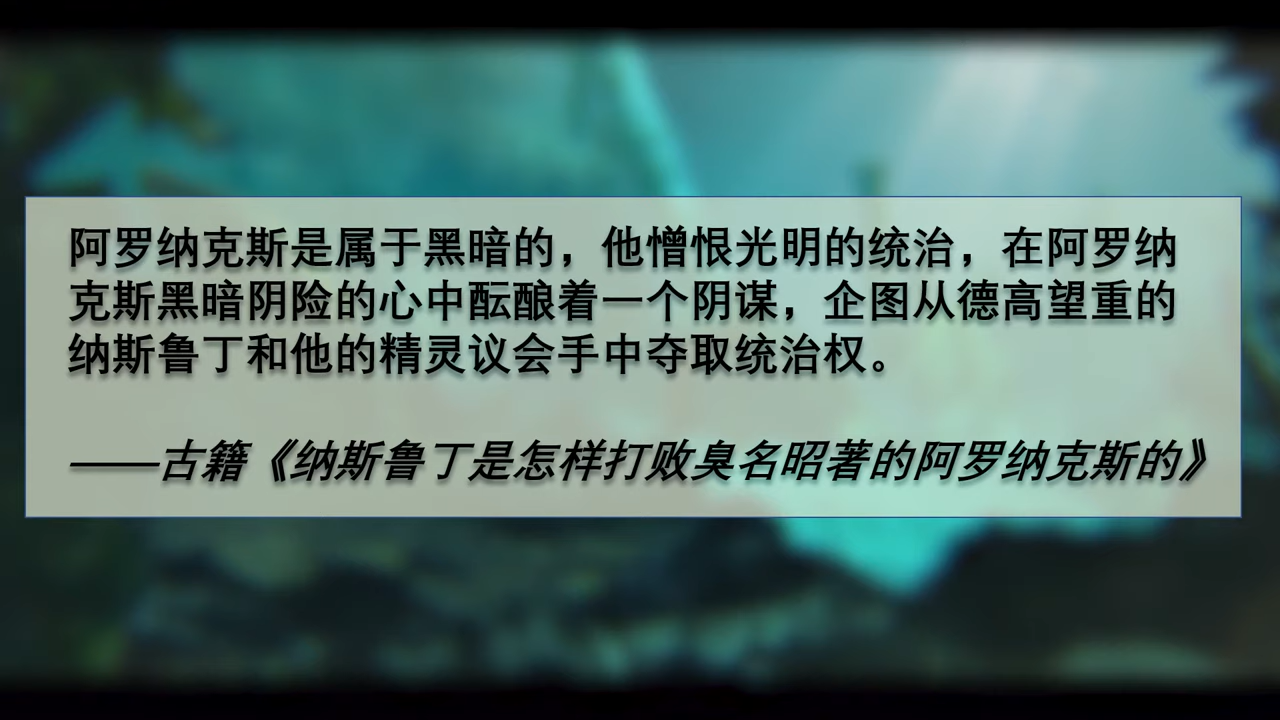 阿罗纳克斯是属于黑暗的，他憎恨光明的统治，在阿罗纳
克斯黑暗阴险的心中酝酿着一个阴谋，企图从德高望重的
纳斯鲁丁和他的精灵议会手中夺取统治权。
——古籍《纳斯鲁丁是怎样打败臭名昭著的阿罗纳克斯的》